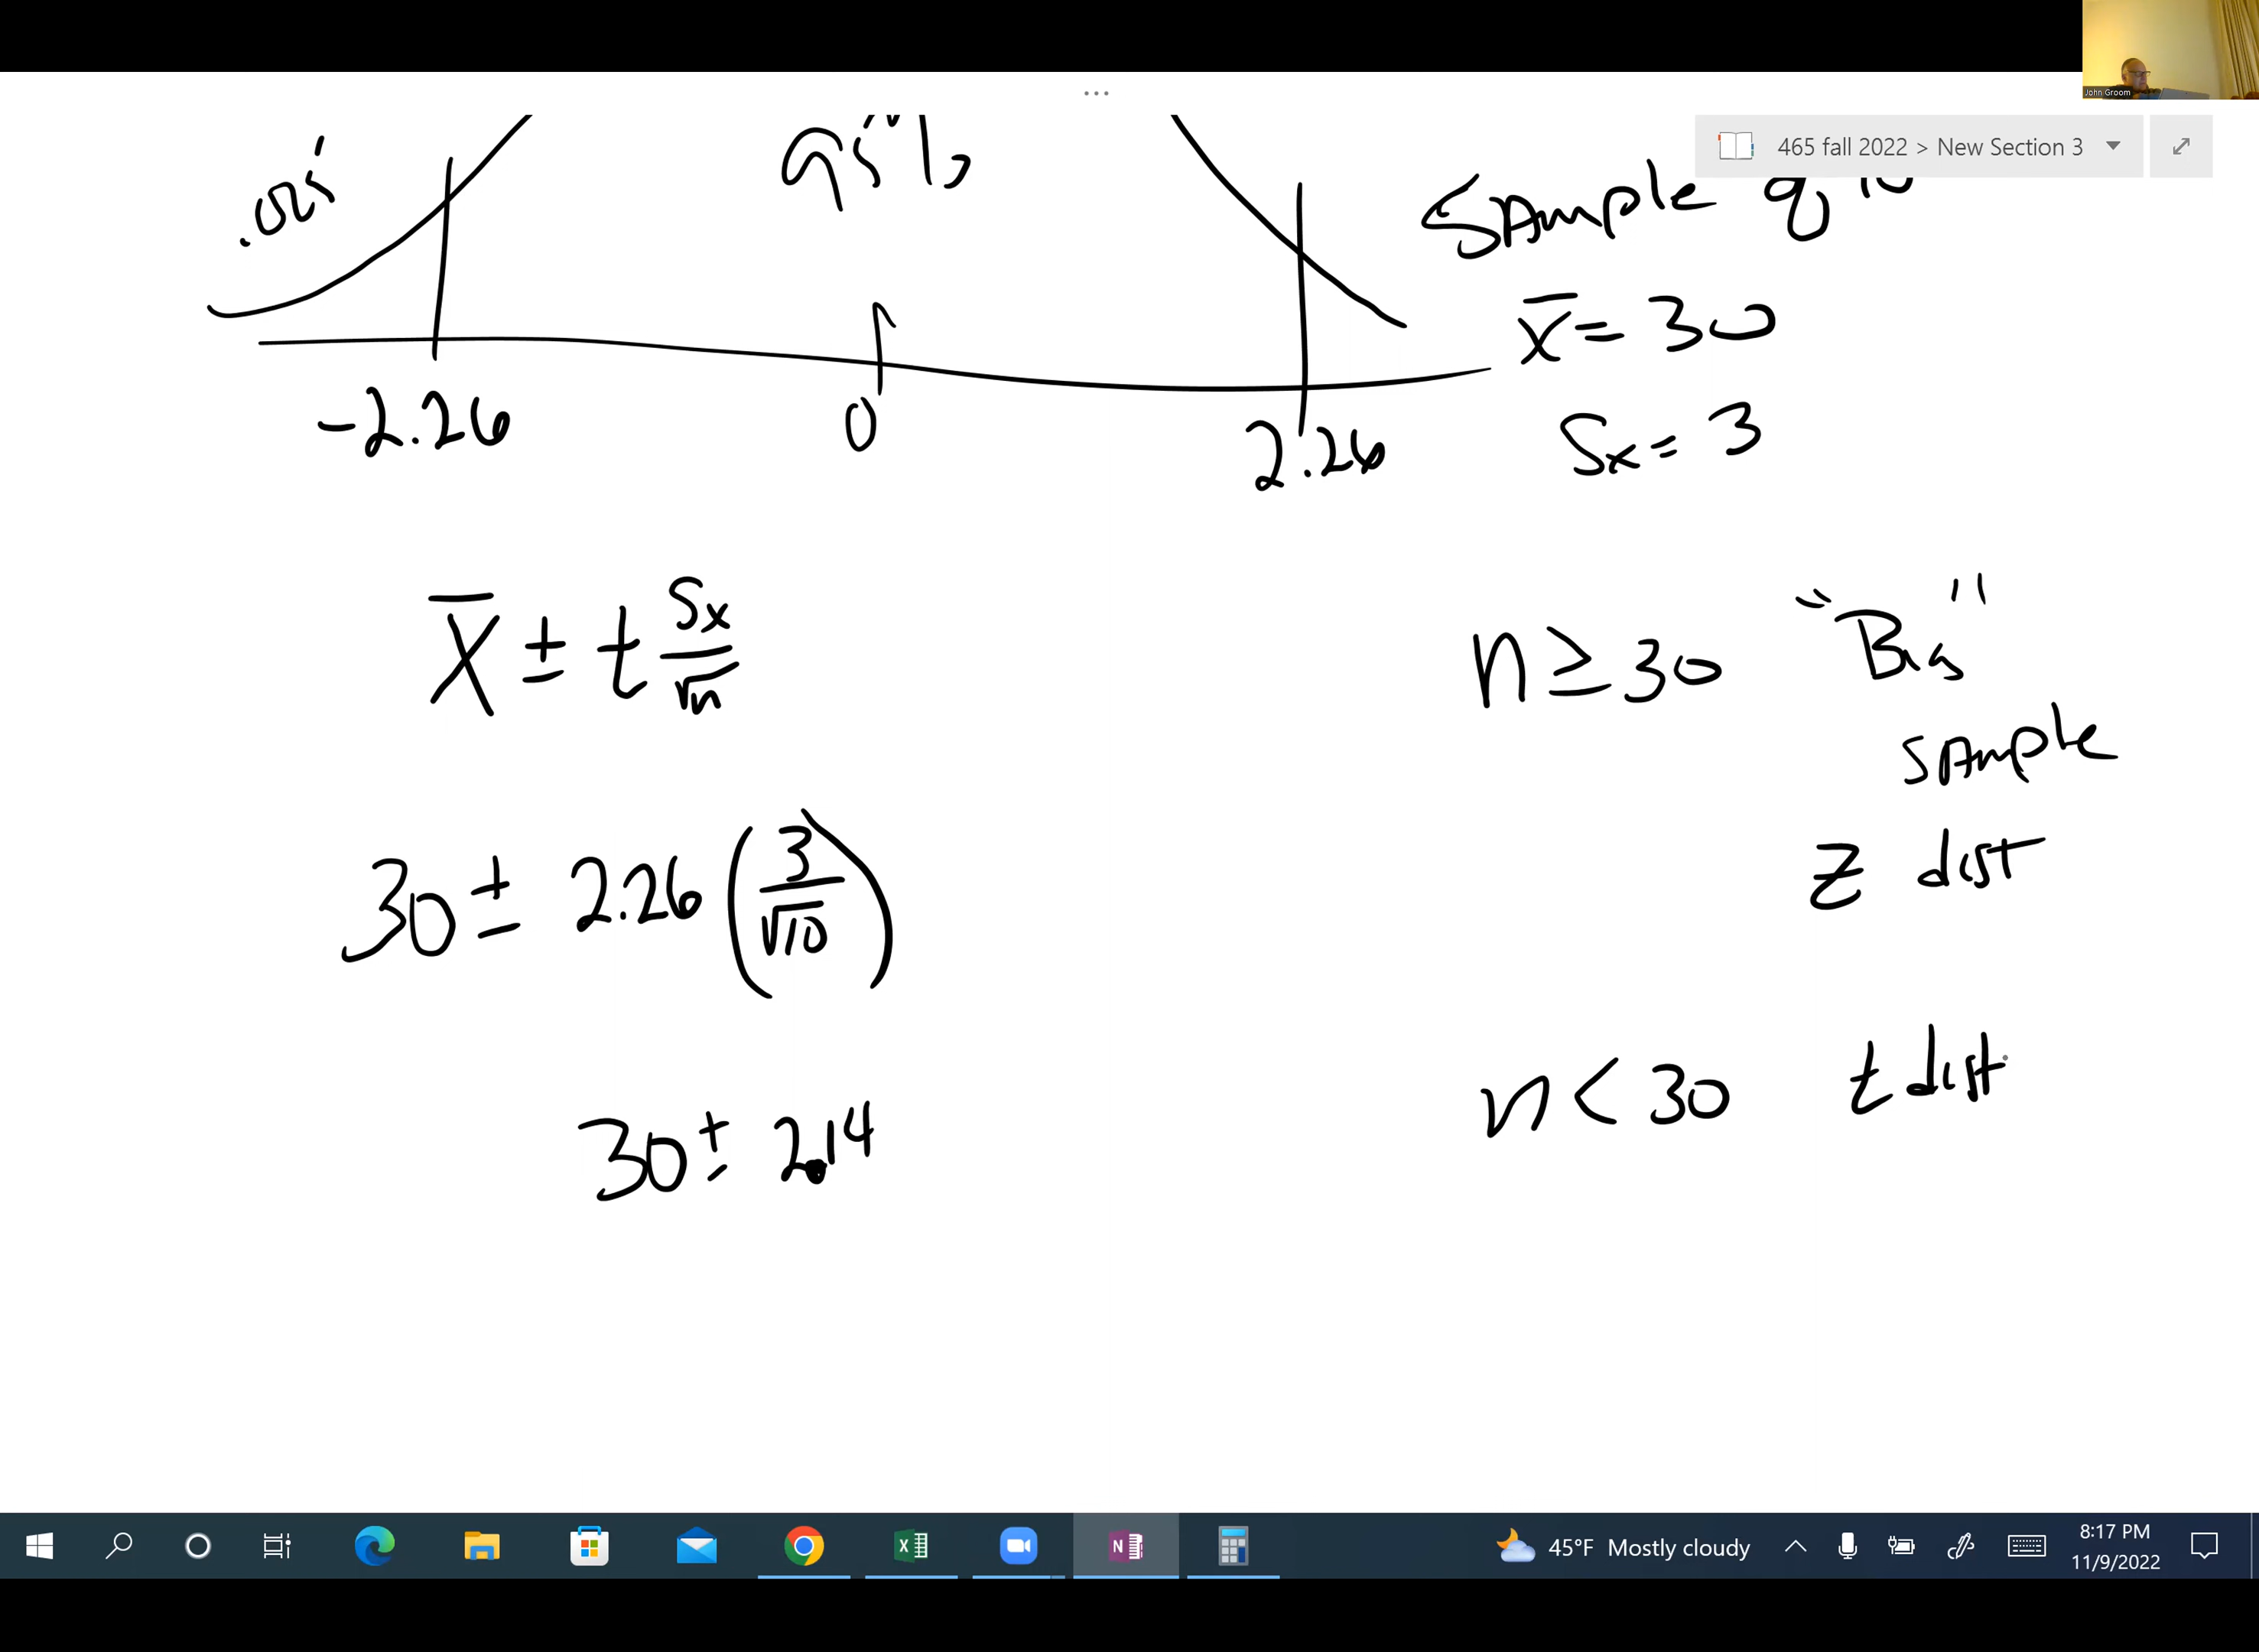 John Groom
465 fall 2022 > New Section 3
.025
95%
Sample of 10
x̄ = 30
Sx = 3
-2.26
0
2.26
X̄ ± t Sx/√n
n ≥ 30 "Big"
sample
z dist
30 ± 2.26 (3/√10)
n < 30 t dist
30 ± 2.14
45°F Mostly cloudy
8:17 PM
11/9/2022